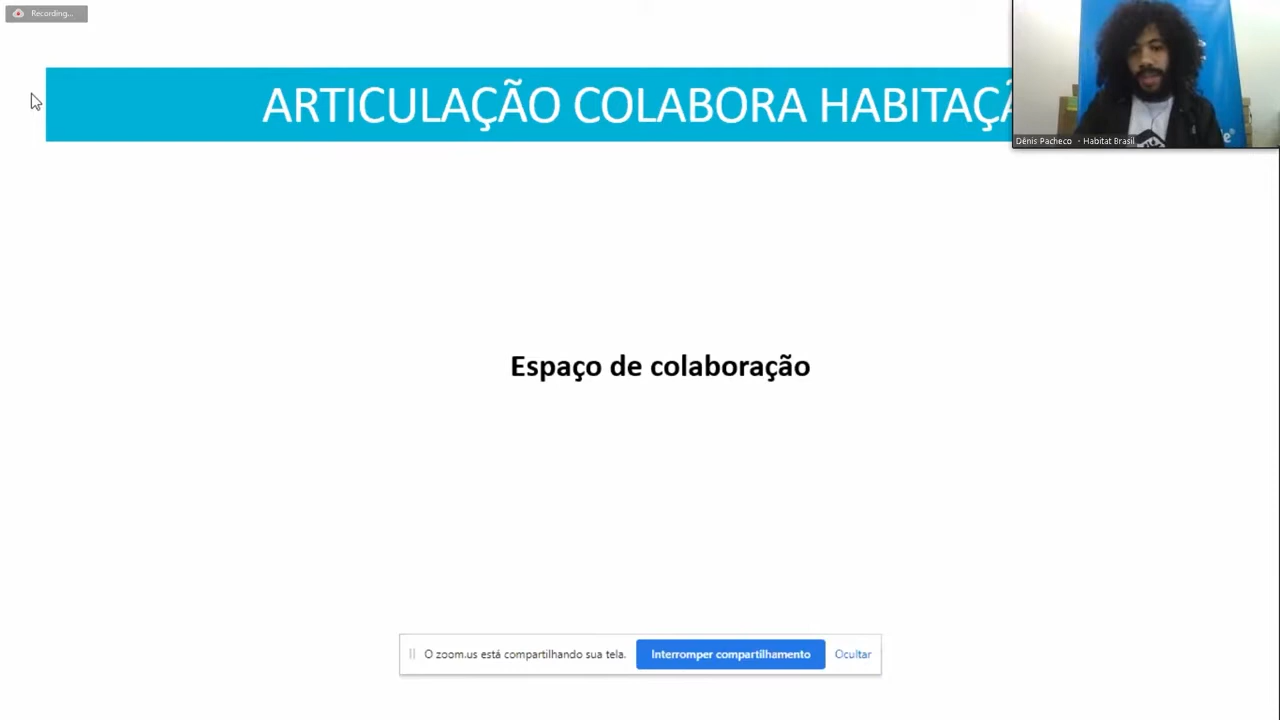 Recording...
ARTICULAÇÃO COLABORA HABITAÇÃ
Dênis Pacheco - Habitat Brasil
Espaço de colaboração
O zoom.us está compartilhando sua tela.
Interromper compartilhamento
Ocultar